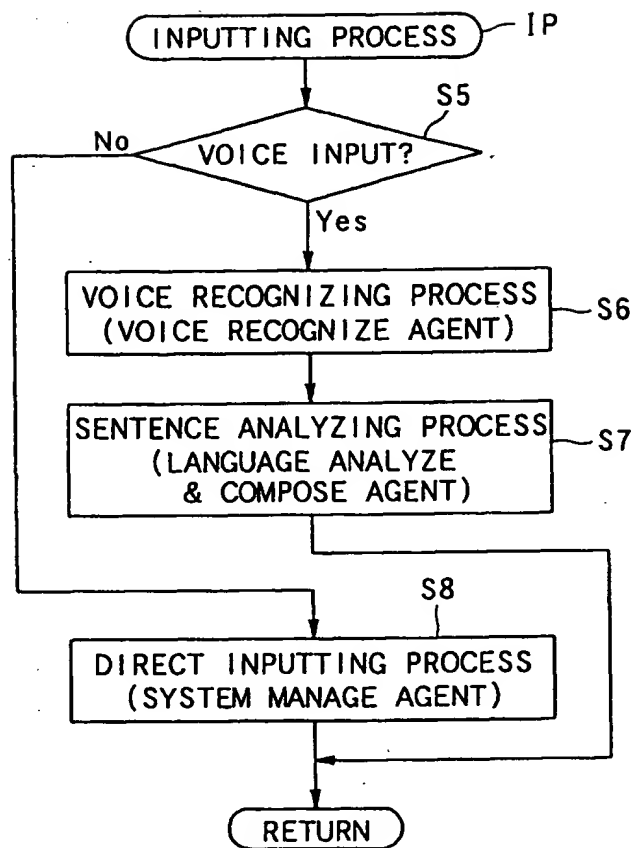 INPUTTING PROCESS
IP
S5
No
VOICE INPUT?
Yes
VOICE RECOGNIZING PROCESS
(VOICE RECOGNIZE AGENT)
S6
SENTENCE ANALYZING PROCESS
(LANGUAGE ANALYZE
& COMPOSE AGENT)
S7
S8
DIRECT INPUTTING PROCESS
(SYSTEM MANAGE AGENT)
RETURN